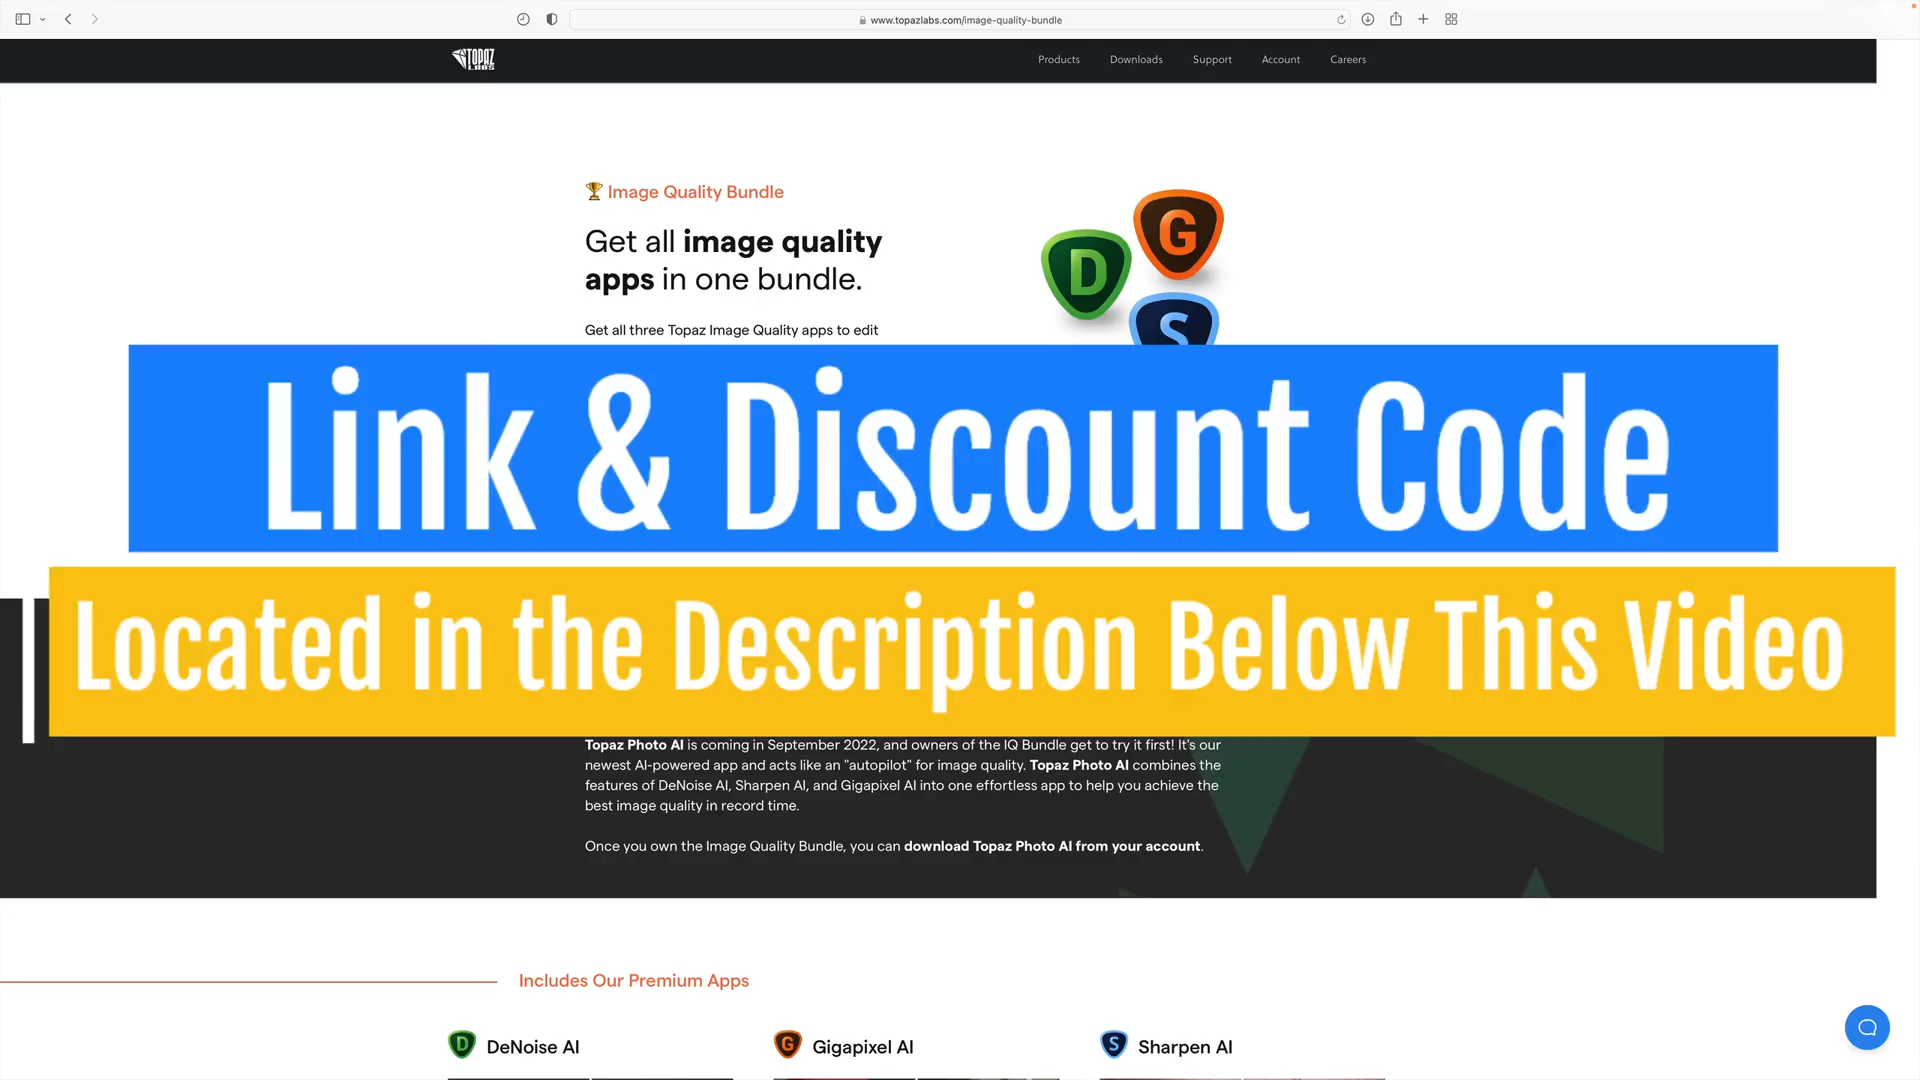 www.topazlabs.com/image-quality-bundle
TOPAZ
LABS
Products
Downloads
Support
Account
Careers
Image Quality Bundle
Get all image quality
apps in one bundle.
Get all three Topaz Image Quality apps to edit
D
G
S
Link & Discount Code
Located in the Description Below This Video
Topaz Photo AI is coming in September 2022, and owners of the IQ Bundle get to try it first! It's our
newest AI-powered app and acts like an "autopilot" for image quality. Topaz Photo AI combines the
features of DeNoise AI, Sharpen AI, and Gigapixel AI into one effortless app to help you achieve the
best image quality in record time.
Once you own the Image Quality Bundle, you can download Topaz Photo AI from your account.
Includes Our Premium Apps
D DeNoise AI
G Gigapixel AI
S Sharpen AI